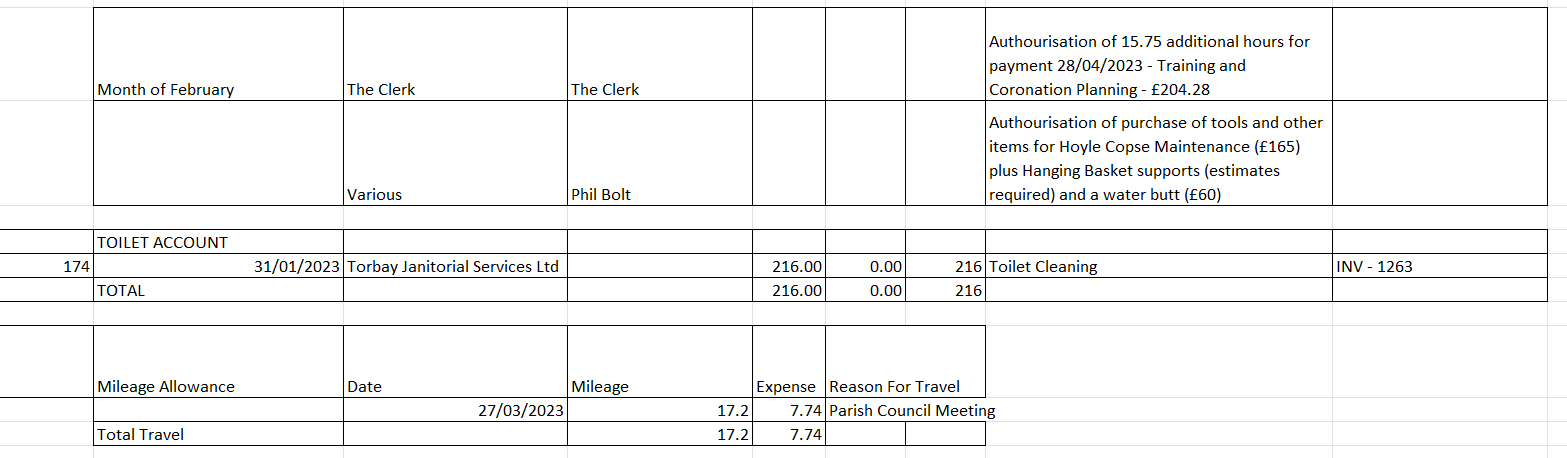 Authourisation of 15.75 additional hours for
payment 28/04/2023 - Training and
Month of February The Clerk The Clerk Coronation Planning - £204.28
Authourisation of purchase of tools and other
items for Hoyle Copse Maintenance (£165)
plus Hanging Basket supports (estimates
Various Phil Bolt required) and a water butt (£60)
TOILET ACCOUNT
174 31/01/2023 Torbay Janitorial Services Ltd 216.00 0.00 216 Toilet Cleaning INV - 1263
TOTAL 216.00 0.00 216
Mileage Allowance Date Mileage Expense Reason For Travel
27/03/2023 17.2 7.74 Parish Council Meeting
Total Travel 17.2 7.74